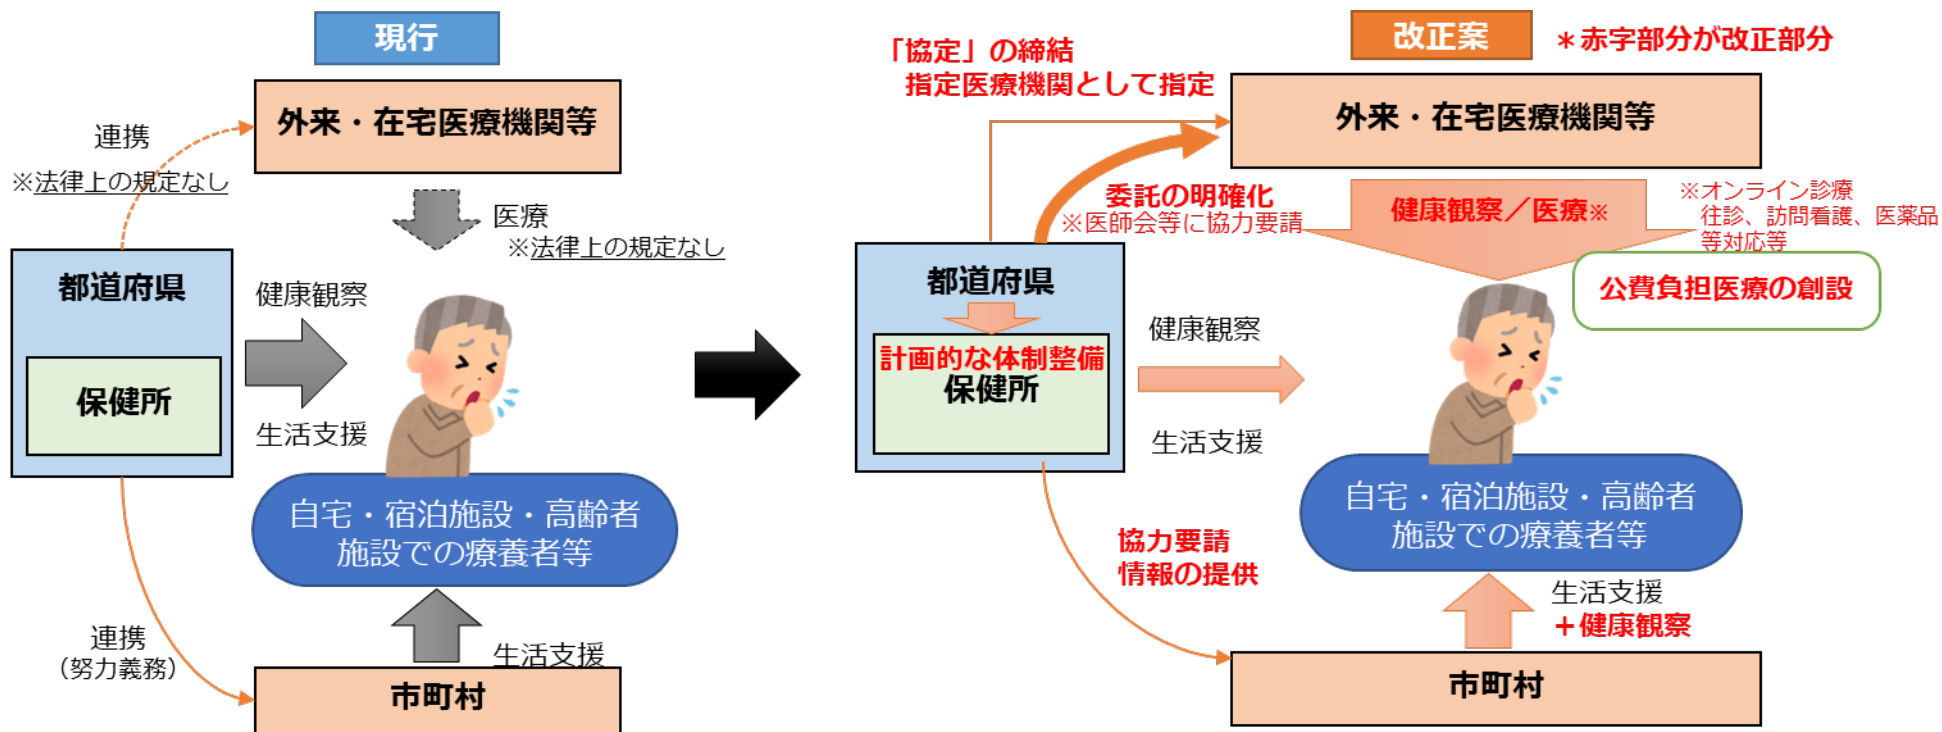 現行
外来・在宅医療機関等
連携
※法律上の規定なし
医療
※法律上の規定なし
都道府県
保健所
健康観察
生活支援
自宅・宿泊施設・高齢者
施設での療養者等
連携
（努力義務）
生活支援
市町村
改正案
＊赤字部分が改正部分
「協定」の締結
指定医療機関として指定
外来・在宅医療機関等
委託の明確化
※医師会等に協力要請
健康観察／医療※
※オンライン診療
往診、訪問看護、医薬品
等対応等
公費負担医療の創設
都道府県
計画的な体制整備
保健所
健康観察
生活支援
自宅・宿泊施設・高齢者
施設での療養者等
協力要請
情報の提供
生活支援
＋健康観察
市町村